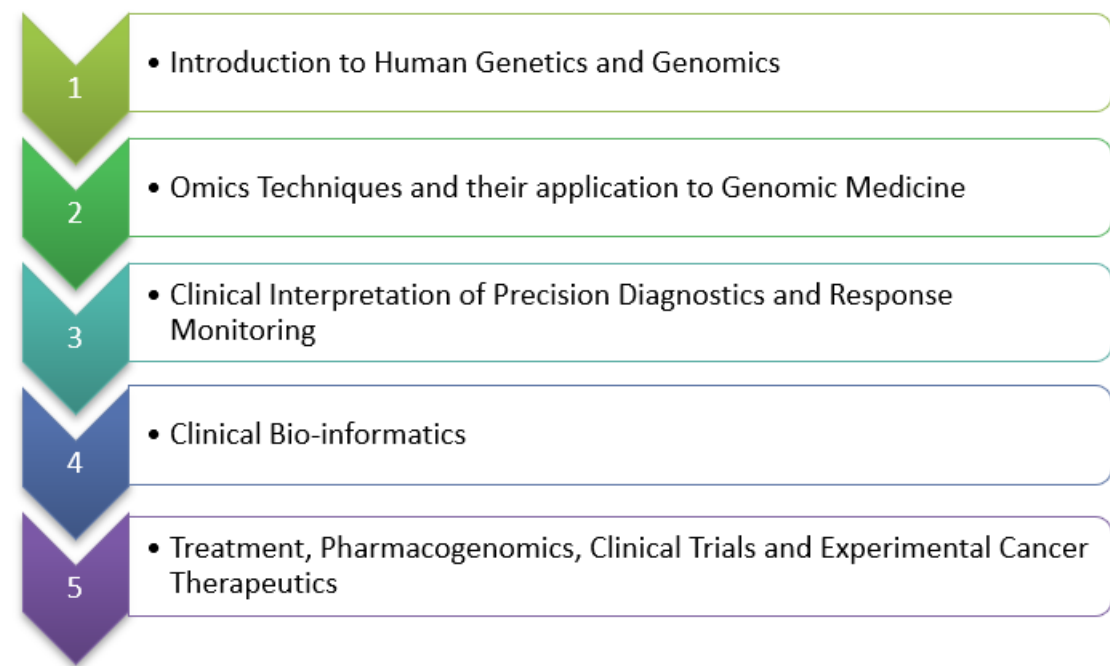 1
• Introduction to Human Genetics and Genomics
2
• Omics Techniques and their application to Genomic Medicine
3
• Clinical Interpretation of Precision Diagnostics and Response
Monitoring
4
• Clinical Bio-informatics
5
• Treatment, Pharmacogenomics, Clinical Trials and Experimental Cancer
Therapeutics